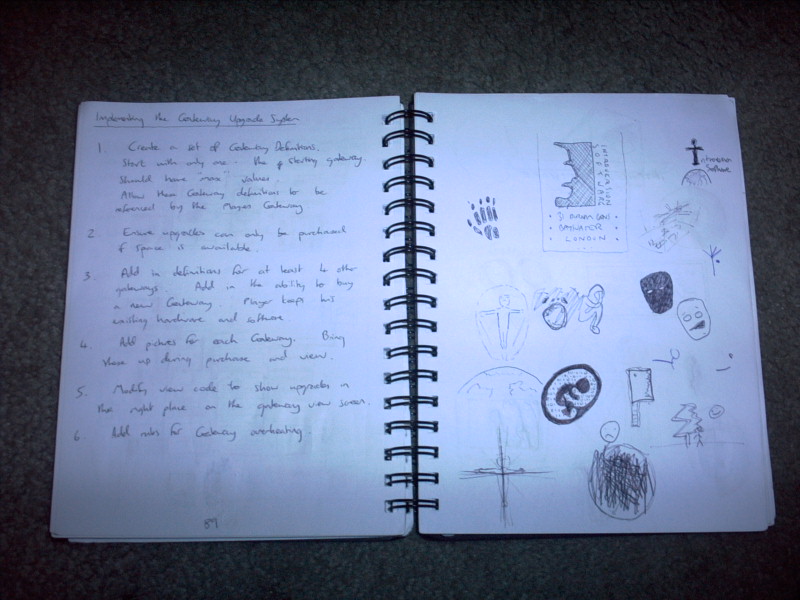 Implementing the Gateway Upgrade System
1. Create a set of Gateway Definitions.
Start with only one - the starting gateway.
Should have "max" values.
Allow these Gateway definitions to be
referenced by the Players Gateway
2 Ensure upgrades can only be purchased
if space is available.
3. Add in definitions for at least 4 other
gateways. Add in the ability to buy
a new Gateway. Player keeps his
existing hardware and software
4. Add pictures for each Gateway. Bring
these up during purchase and view.
5. Modify view code to show upgrades in
the right place on the gateway view screen.
6. Add rules for Gateway overheating.
89
INTROVERSION
SOFTWARE
BAYSWATER
LONDON
Introversion
Software